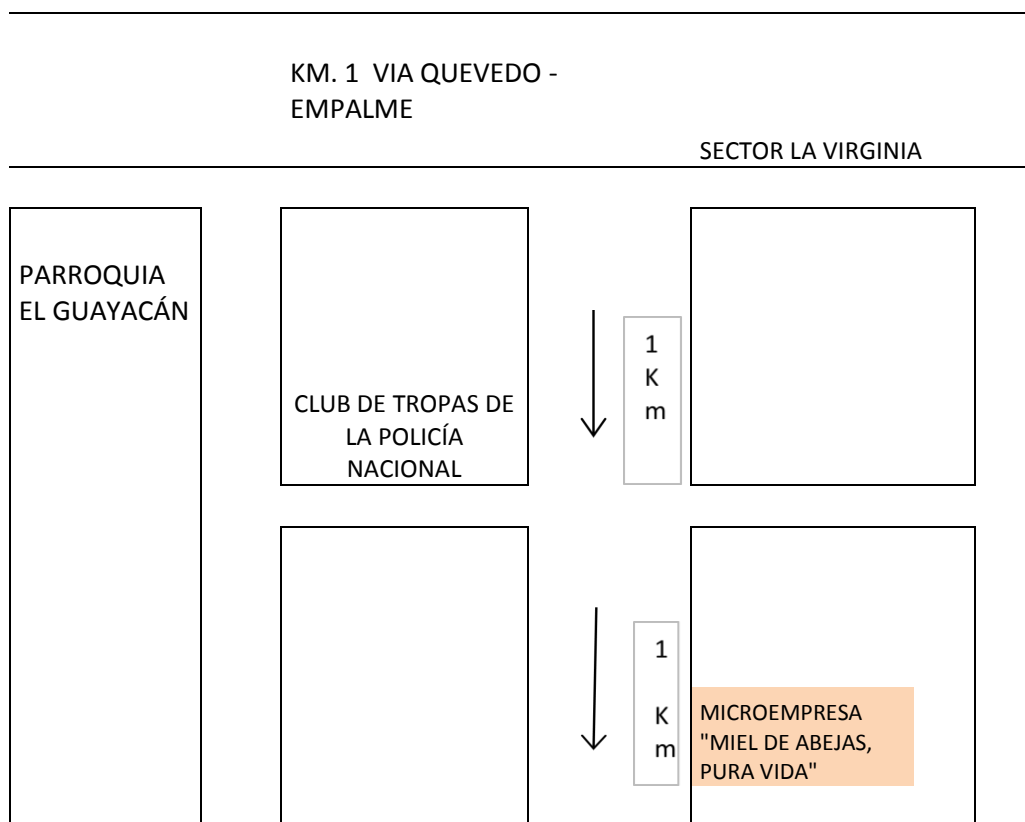 KM. 1 VIA QUEVEDO -
EMPALME
SECTOR LA VIRGINIA
PARROQUIA
EL GUAYACÁN
CLUB DE TROPAS DE
LA POLICÍA
NACIONAL
1
K
m
1
K
m
MICROEMPRESA
"MIEL DE ABEJAS,
PURA VIDA"